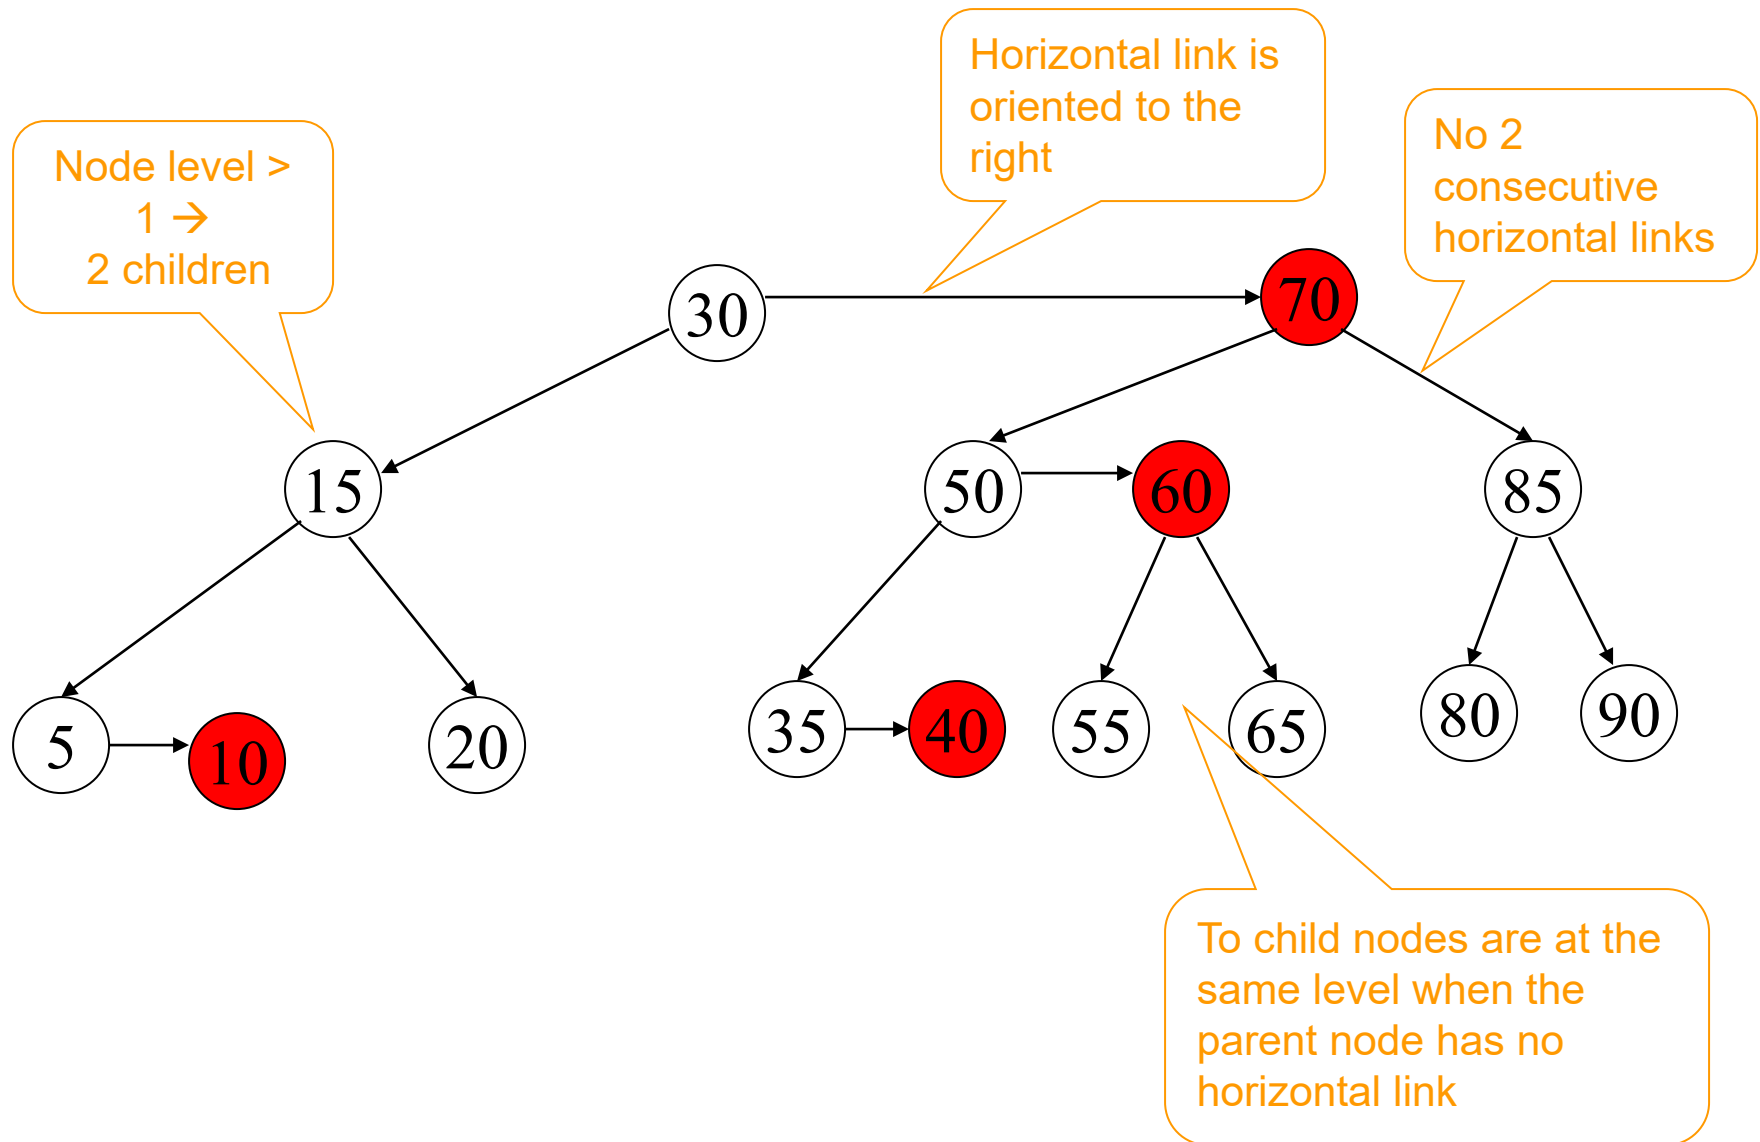 Horizontal link is
oriented to the
right
No 2
consecutive
horizontal links
Node level >
1 →
2 children
30
70
15
50
60
85
5
10
20
35
40
55
65
80
90
To child nodes are at the
same level when the
parent node has no
horizontal link